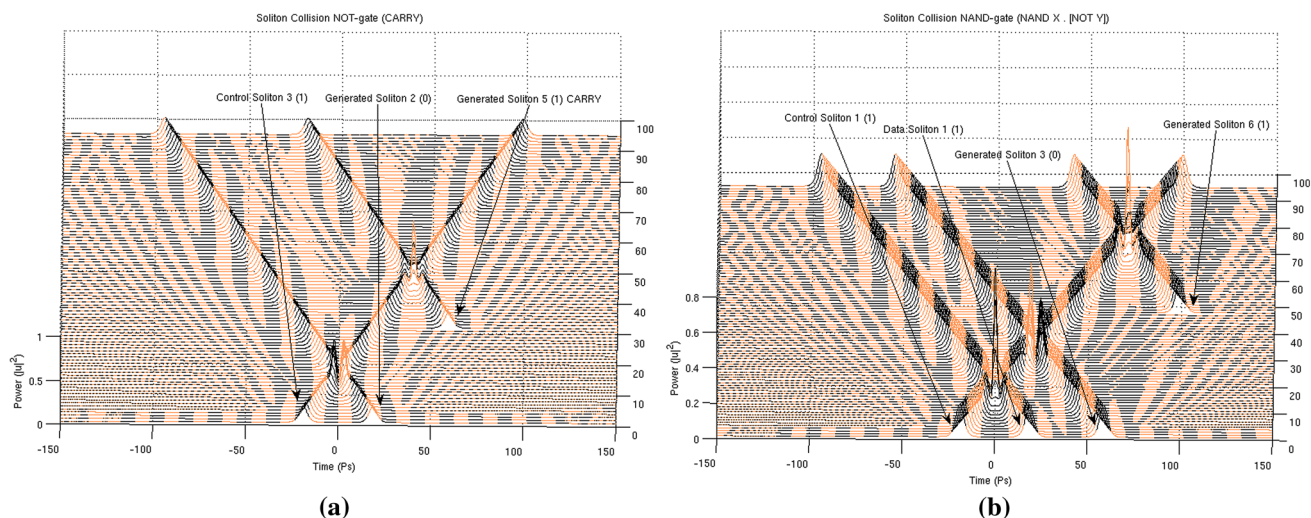 Soliton Collision NOT-gate (CARRY)
Control Soliton 3 (1)
Generated Soliton 2 (0)
Generated Soliton 5 (1) CARRY
100
90
80
70
60
50
40
30
20
10
0
1
0.5
0
Power (|u|²)
-150
-100
-50
0
50
100
150
Time (Ps)
(a)
Soliton Collision NAND-gate (NAND X . [NOT Y])
Control Soliton 1 (1)
Data Soliton 1 (1)
Generated Soliton 3 (0)
Generated Soliton 6 (1)
100
90
80
70
60
50
40
30
20
10
0
0.8
0.6
0.4
0.2
0
Power (|u|²)
-150
-100
-50
0
50
100
150
Time (Ps)
(b)